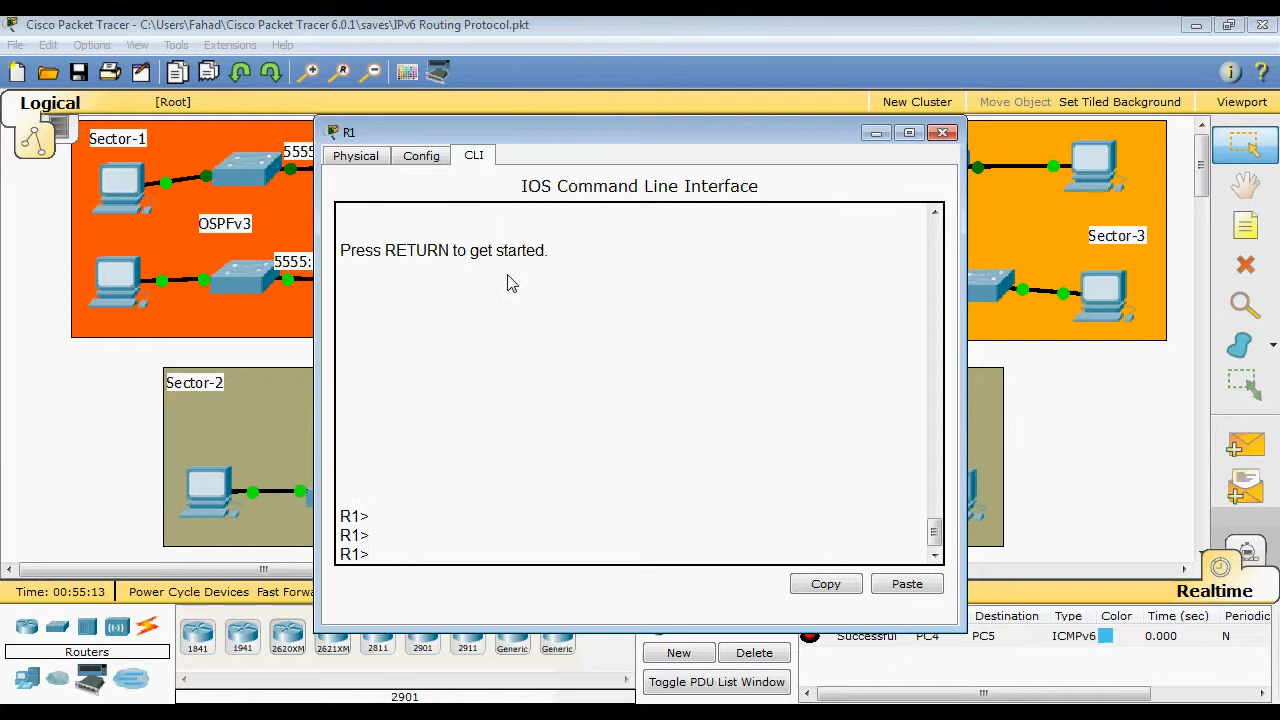 Cisco Packet Tracer - C:\Users\Fahad\Cisco Packet Tracer 6.0.1\saves\IPv6 Routing Protocol.pkt
File Edit Options View Tools Extensions Help
Logical [Root] New Cluster Move Object Set Tiled Background Viewport
Sector-1
5555
OSPFv3
5555:
Sector-2
R1
Physical Config CLI
IOS Command Line Interface
Press RETURN to get started.
R1>
R1>
R1>
Copy Paste
Sector-3
Time: 00:55:13 Power Cycle Devices Fast Forw
Realtime
Routers
1841 1941 2620XM 2621XM 2811 2901 2911 Generic Generic
2901
New Delete
Toggle PDU List Window
Destination Type Color Time (sec) Periodic
Successful PC4 PC5 ICMPv6 0.000 N